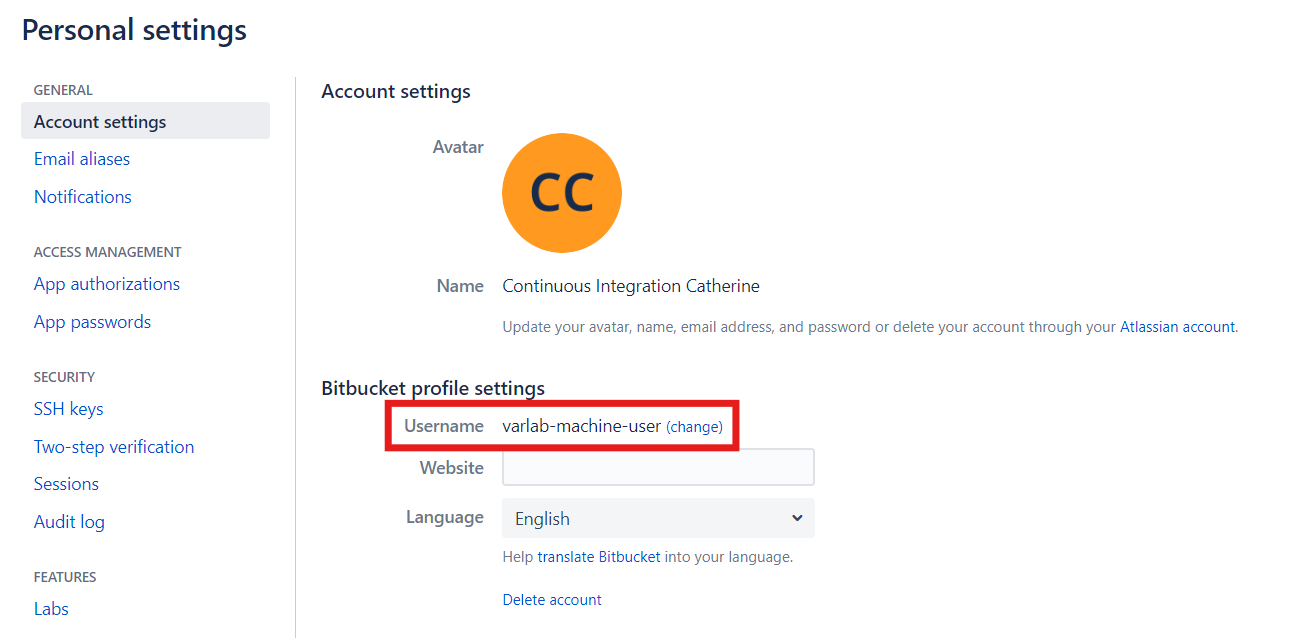 Personal settings
GENERAL
Account settings
Email aliases
Notifications
ACCESS MANAGEMENT
App authorizations
App passwords
SECURITY
SSH keys
Two-step verification
Sessions
Audit log
FEATURES
Labs
Account settings
Avatar
CC
Name Continuous Integration Catherine
Update your avatar, name, email address, and password or delete your account through your Atlassian account.
Bitbucket profile settings
Username varlab-machine-user (change)
Website
Language English
Help translate Bitbucket into your language.
Delete account